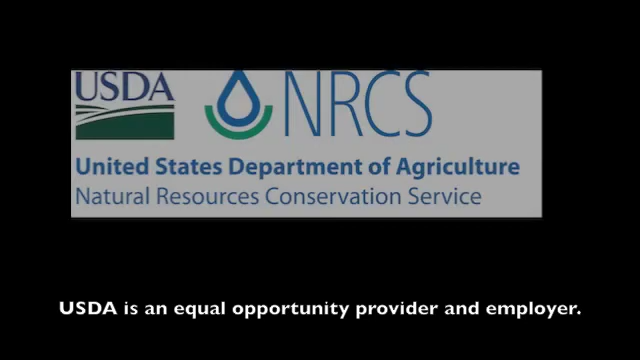 USDA NRCS
United States Department of Agriculture
Natural Resources Conservation Service
USDA is an equal opportunity provider and employer.